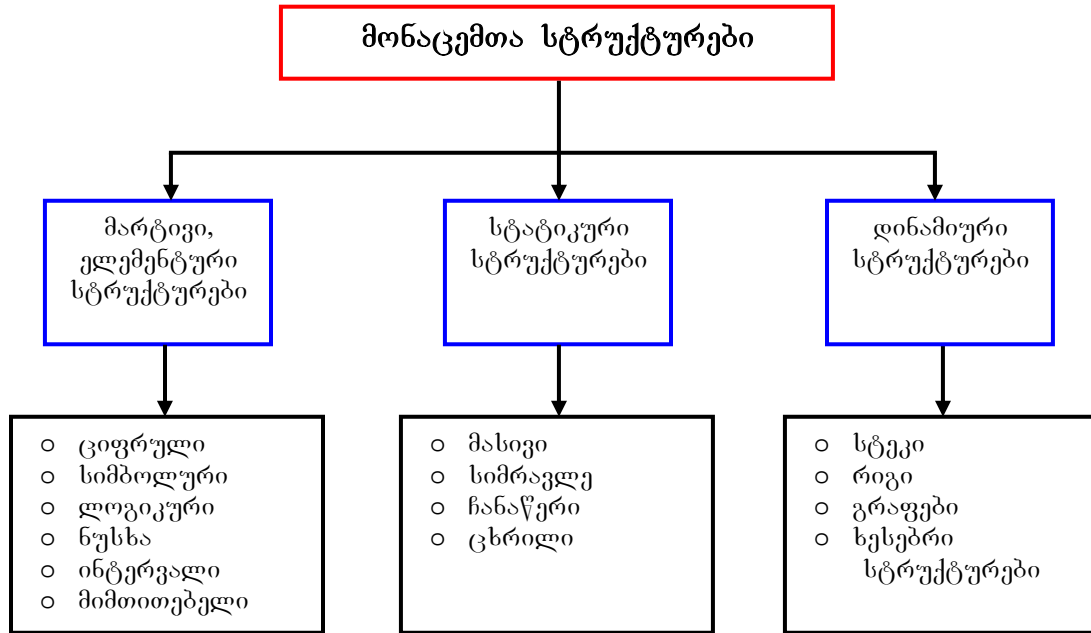 მონაცემთა სტრუქტურები
მარტივი,
ელემენტური
სტრუქტურები
სტატიკური
სტრუქტურები
დინამიური
სტრუქტურები
○ ციფრული
○ სიმბოლური
○ ლოგიკური
○ ნუსხა
○ ინტერვალი
○ მიმთითებელი
○ მასივი
○ სიმრავლე
○ ჩანაწერი
○ ცხრილი
○ სტეკი
○ რიგი
○ გრაფები
○ ხესებრი
სტრუქტურები